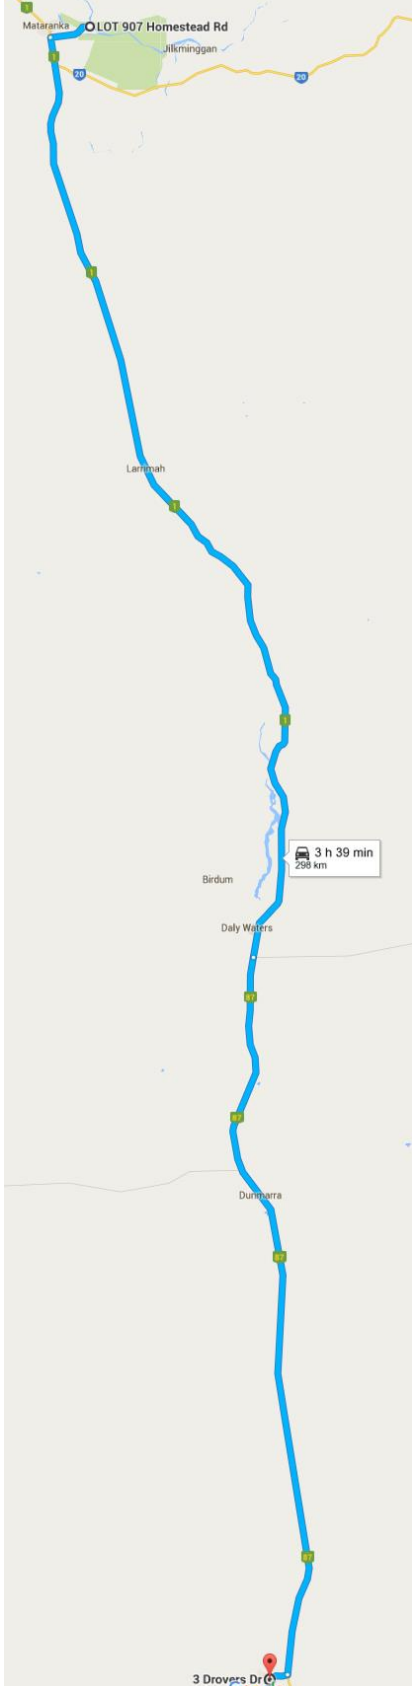 1
Mataranka
LOT 907 Homestead Rd
Jilkminggan
1
20
20
1
Larrimah
1
1
3 h 39 min
298 km
Birdum
Daly Waters
87
87
Dunmarra
87
87
3 Drovers Dr